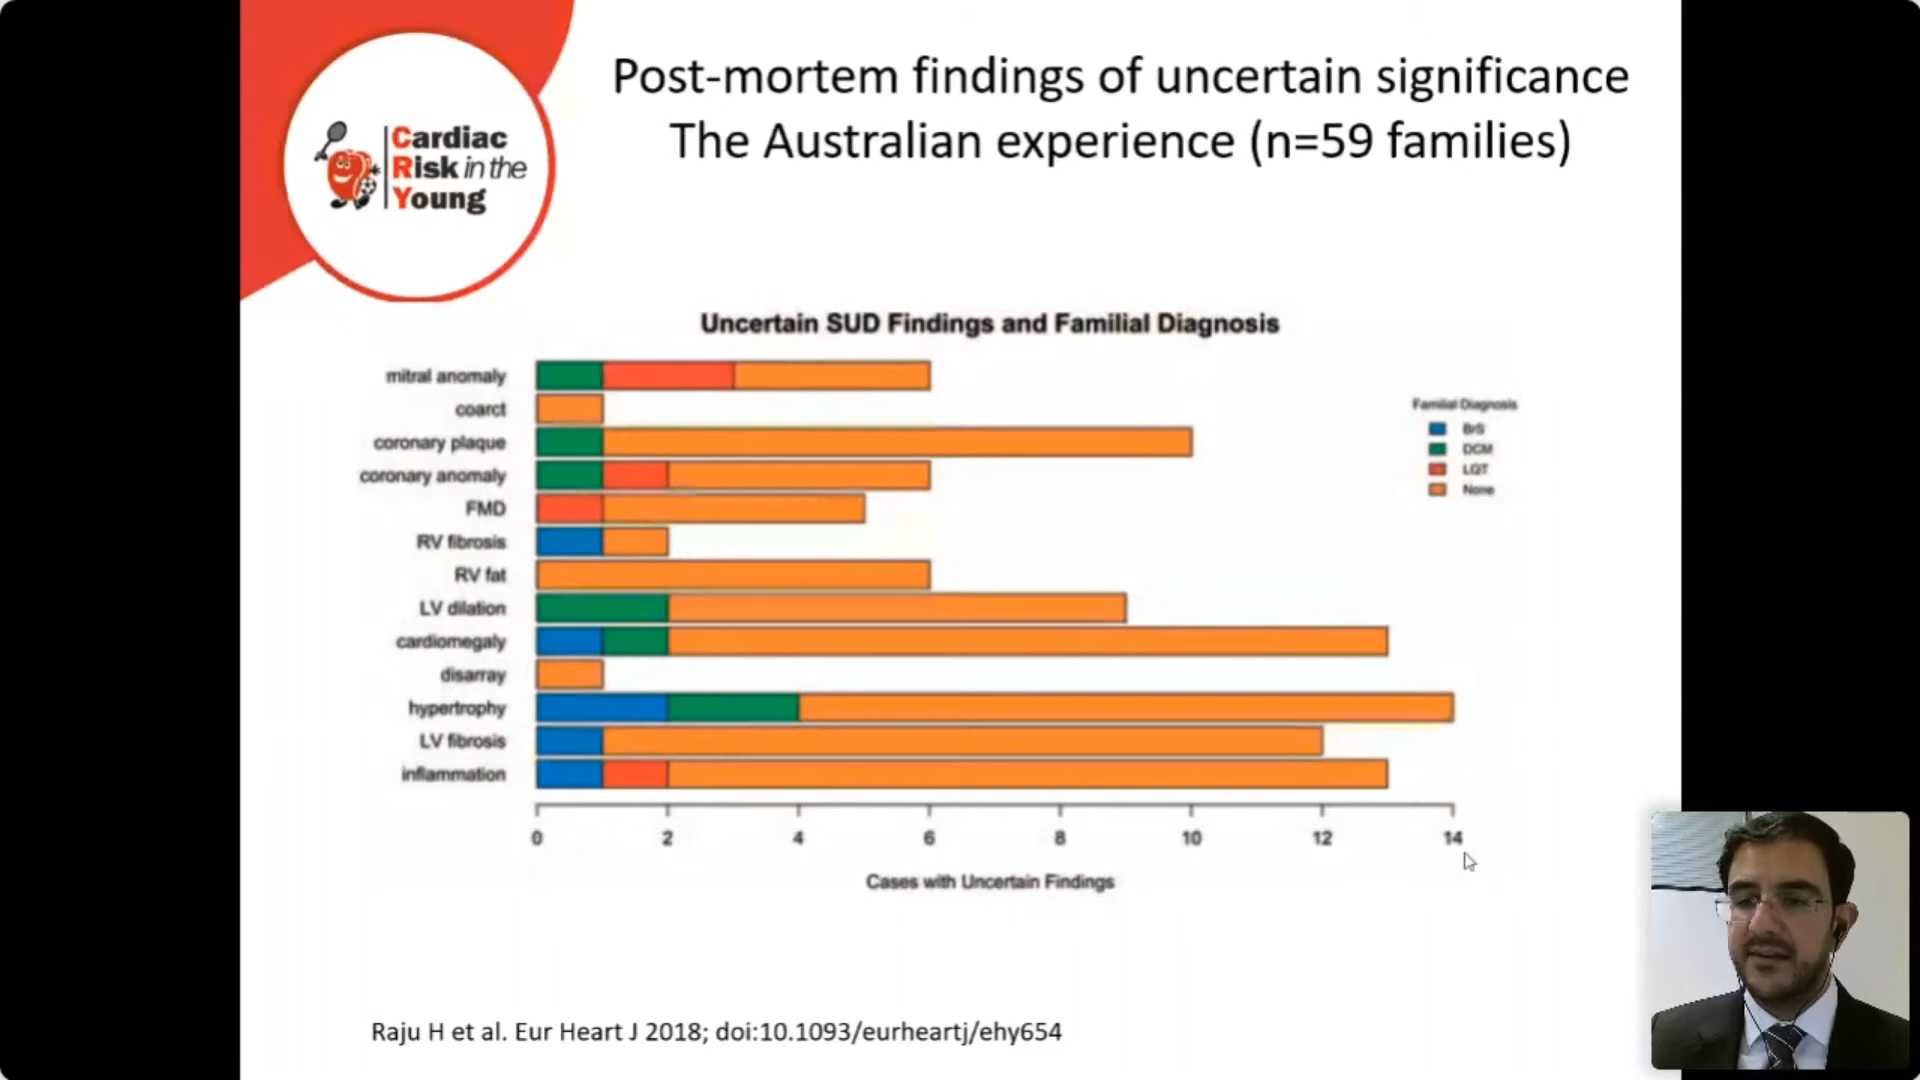 Cardiac
Risk in the
Young
Post-mortem findings of uncertain significance
The Australian experience (n=59 families)
Uncertain SUD Findings and Familial Diagnosis
mitral anomaly
coarct
coronary plaque
coronary anomaly
FMD
RV fibrosis
RV fat
LV dilation
cardiomegaly
disarray
hypertrophy
LV fibrosis
inflammation
0 2 4 6 8 10 12 14
Cases with Uncertain Findings
Familial Diagnosis
BrS
DCM
LQT
None
Raju H et al. Eur Heart J 2018; doi:10.1093/eurheartj/ehy654